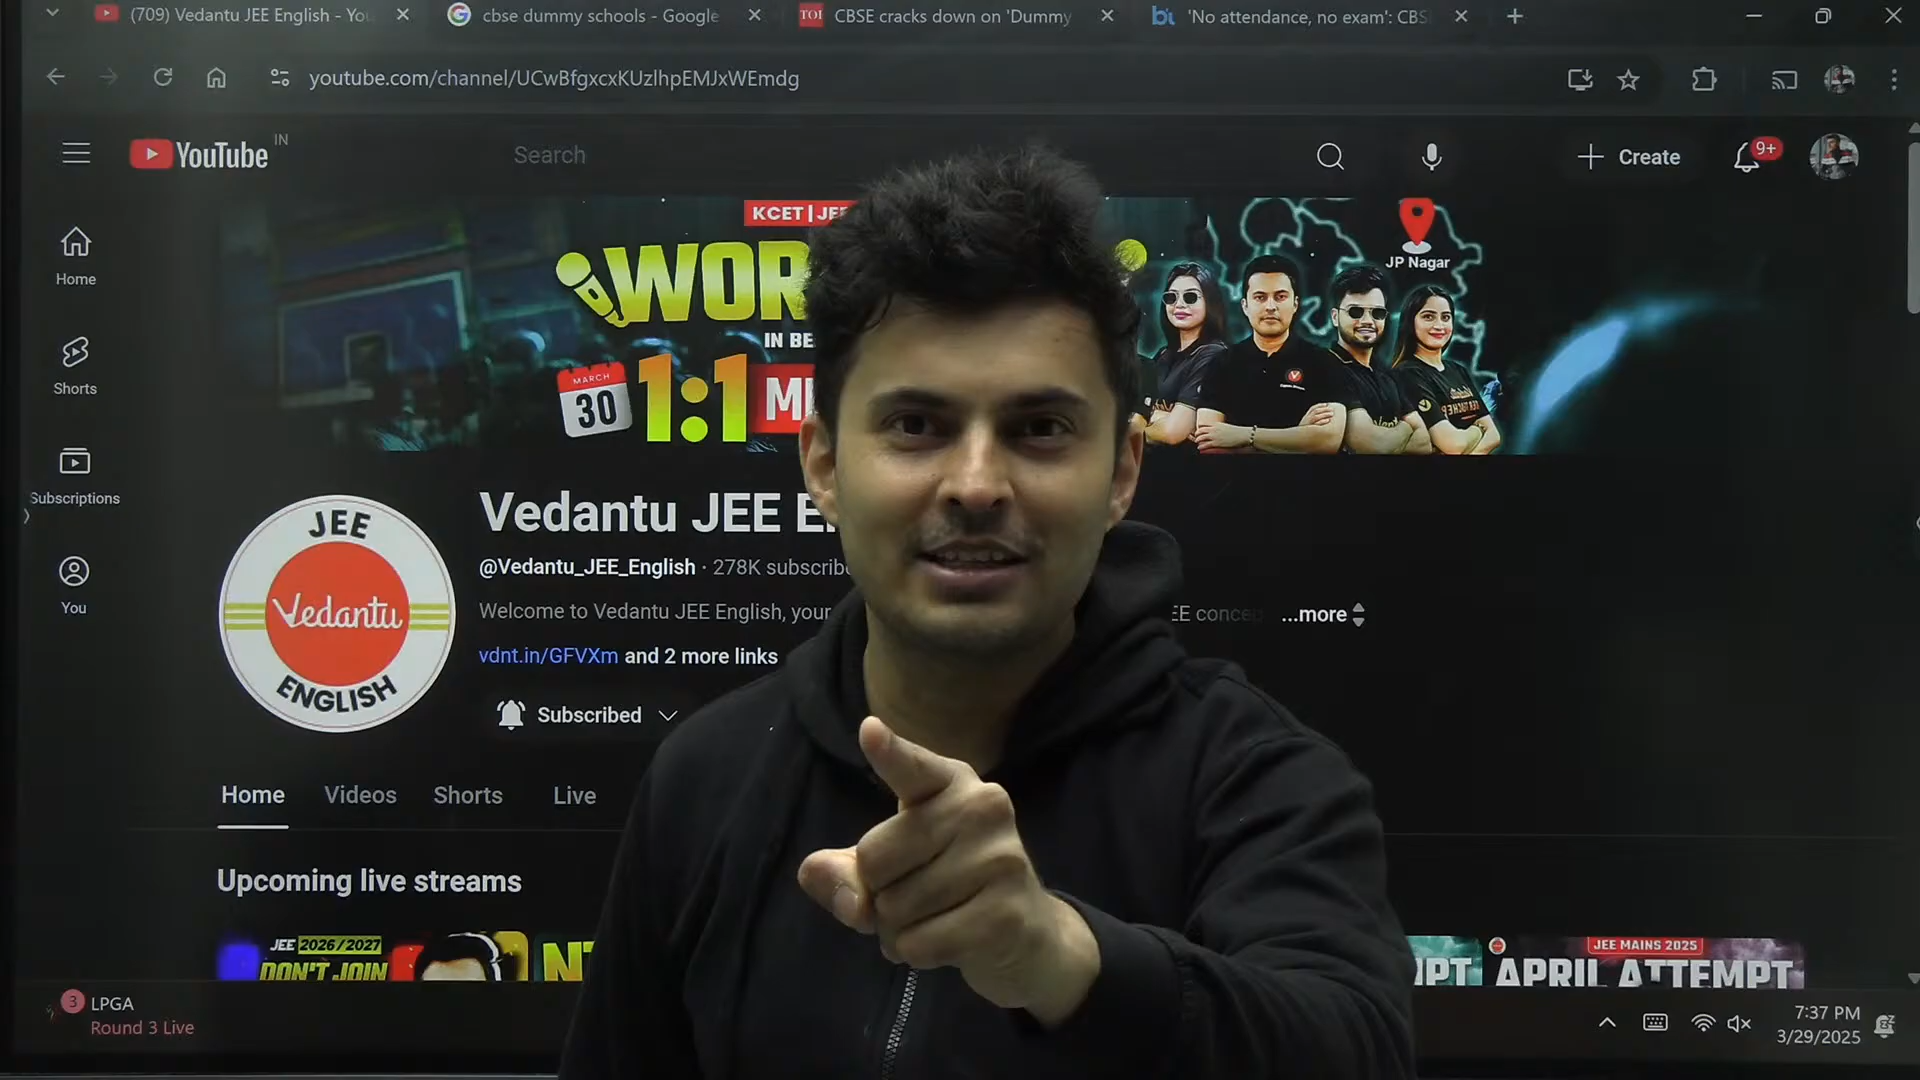 (709) Vedantu JEE English - You
cbse dummy schools - Google
TOI
CBSE cracks down on 'Dummy
'No attendance, no exam': CBS
youtube.com/channel/UCwBfgxcxKUzlhpEMJxWEmdg
YouTube IN
Search
Create
9+
KCET | JEE
WOR
IN BE
MARCH
30
1:1
JP Nagar
Home
Shorts
Subscriptions
You
JEE
Vedantu
ENGLISH
Vedantu JEE E
@Vedantu_JEE_English · 278K subscribe
Welcome to Vedantu JEE English, your
EE concep
...more
vdnt.in/GFVXm and 2 more links
Subscribed
Home
Videos
Shorts
Live
Upcoming live streams
JEE 2026/2027
DON'T JOIN
JEE MAINS 2025
APRIL ATTEMPT
3
LPGA
Round 3 Live
7:37 PM
3/29/2025